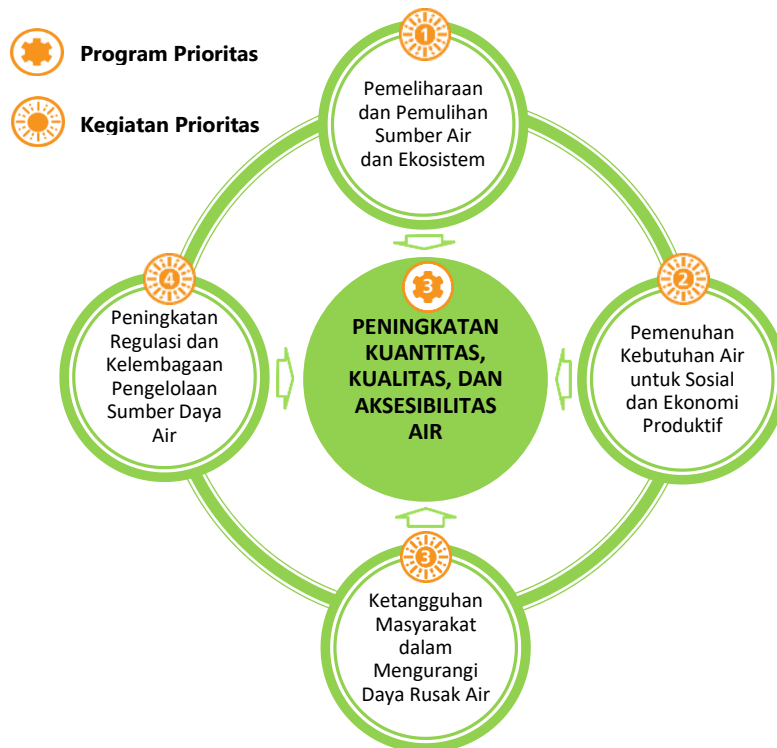 Program Prioritas
Kegiatan Prioritas
1
Pemeliharaan
dan Pemulihan
Sumber Air
dan Ekosistem
4
Peningkatan
Regulasi dan
Kelembagaan
Pengelolaan
Sumber Daya
Air
3
PENINGKATAN
KUANTITAS,
KUALITAS, DAN
AKSESIBILITAS
AIR
2
Pemenuhan
Kebutuhan Air
untuk Sosial
dan Ekonomi
Produktif
3
Ketangguhan
Masyarakat
dalam
Mengurangi
Daya Rusak Air